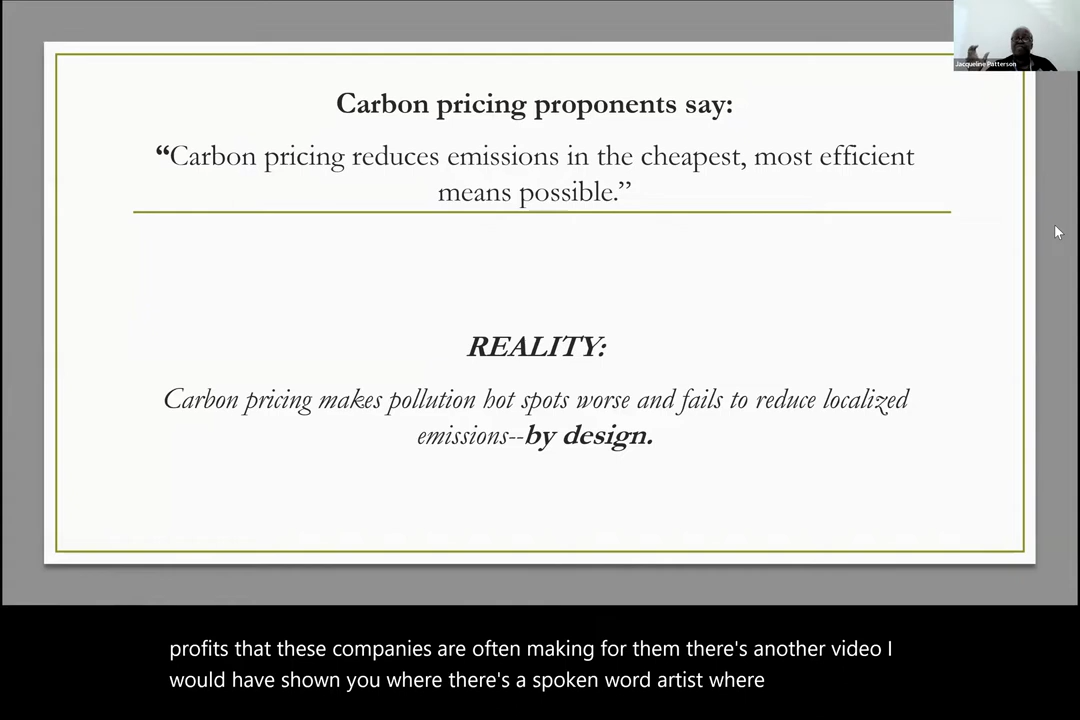 Jacqueline Patterson
Carbon pricing proponents say:
“Carbon pricing reduces emissions in the cheapest, most efficient
means possible.”
REALITY:
Carbon pricing makes pollution hot spots worse and fails to reduce localized
emissions--by design.
profits that these companies are often making for them there's another video I
would have shown you where there's a spoken word artist where